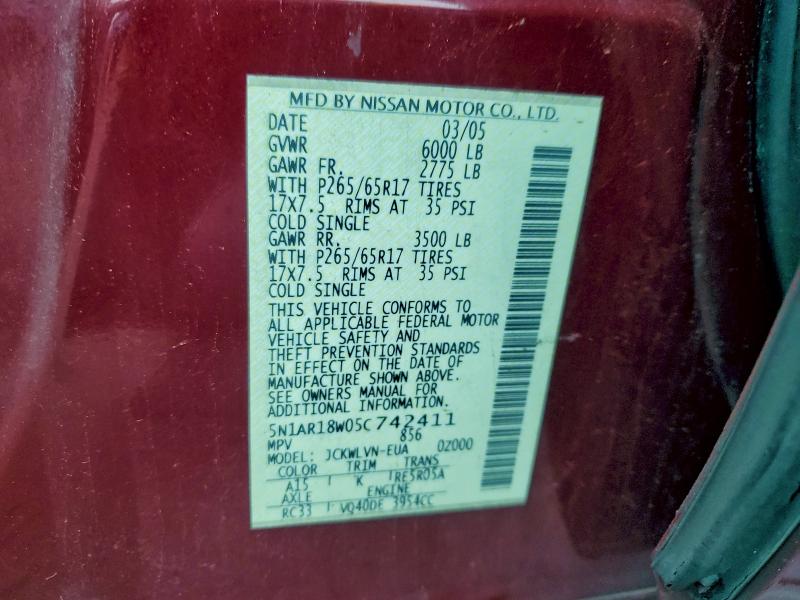 MFD BY NISSAN MOTOR CO., LTD.
DATE 03/05
GVWR 6000 LB
GAWR FR. 2775 LB
WITH P265/65R17 TIRES
17X7.5 RIMS AT 35 PSI
COLD SINGLE
GAWR RR. 3500 LB
WITH P265/65R17 TIRES
17X7.5 RIMS AT 35 PSI
COLD SINGLE
THIS VEHICLE CONFORMS TO
ALL APPLICABLE FEDERAL MOTOR
VEHICLE SAFETY AND
THEFT PREVENTION STANDARDS
IN EFFECT ON THE DATE OF
MANUFACTURE SHOWN ABOVE.
SEE OWNERS MANUAL FOR
ADDITIONAL INFORMATION.
5N1AR18W05C742411
MPV 856
MODEL: JCKWLVN-EUA 0Z000
COLOR TRIM TRANS
A15 K RE5R05A
AXLE ENGINE
RC33 VQ40DE 3954CC